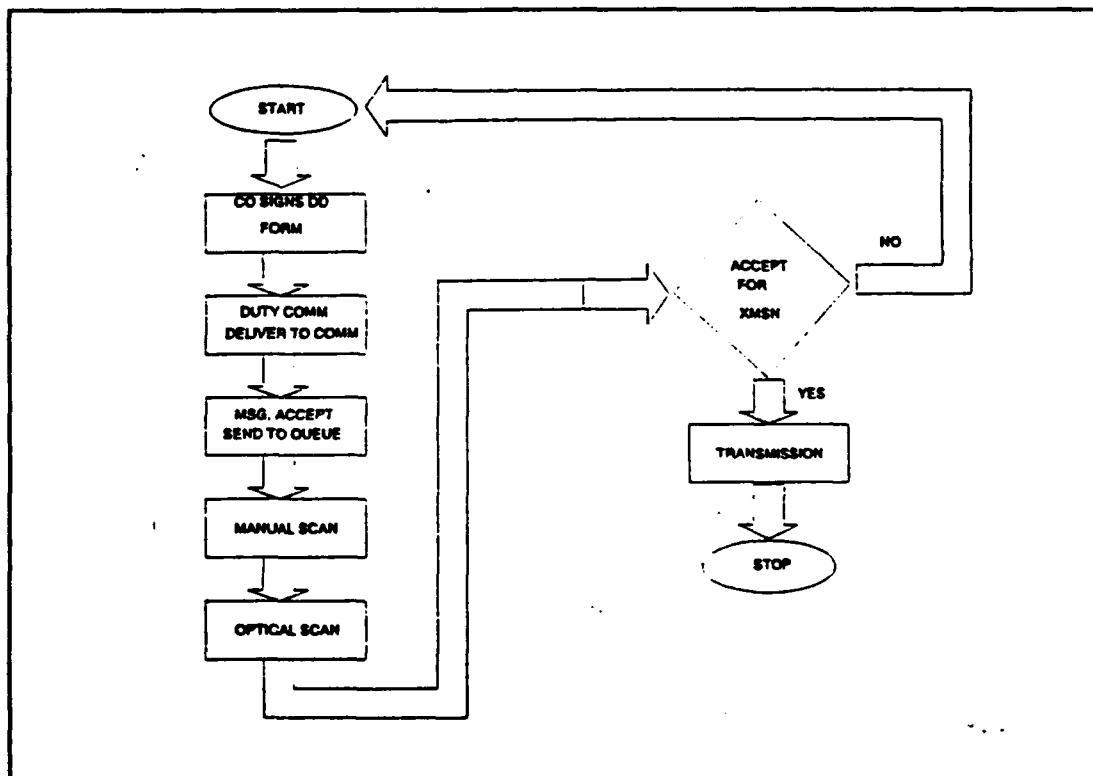 START
CO SIGNS DD
FORM
DUTY COMM
DELIVER TO COMM
MSG. ACCEPT
SEND TO QUEUE
MANUAL SCAN
OPTICAL SCAN
ACCEPT
FOR
XMSN
NO
YES
TRANSMISSION
STOP